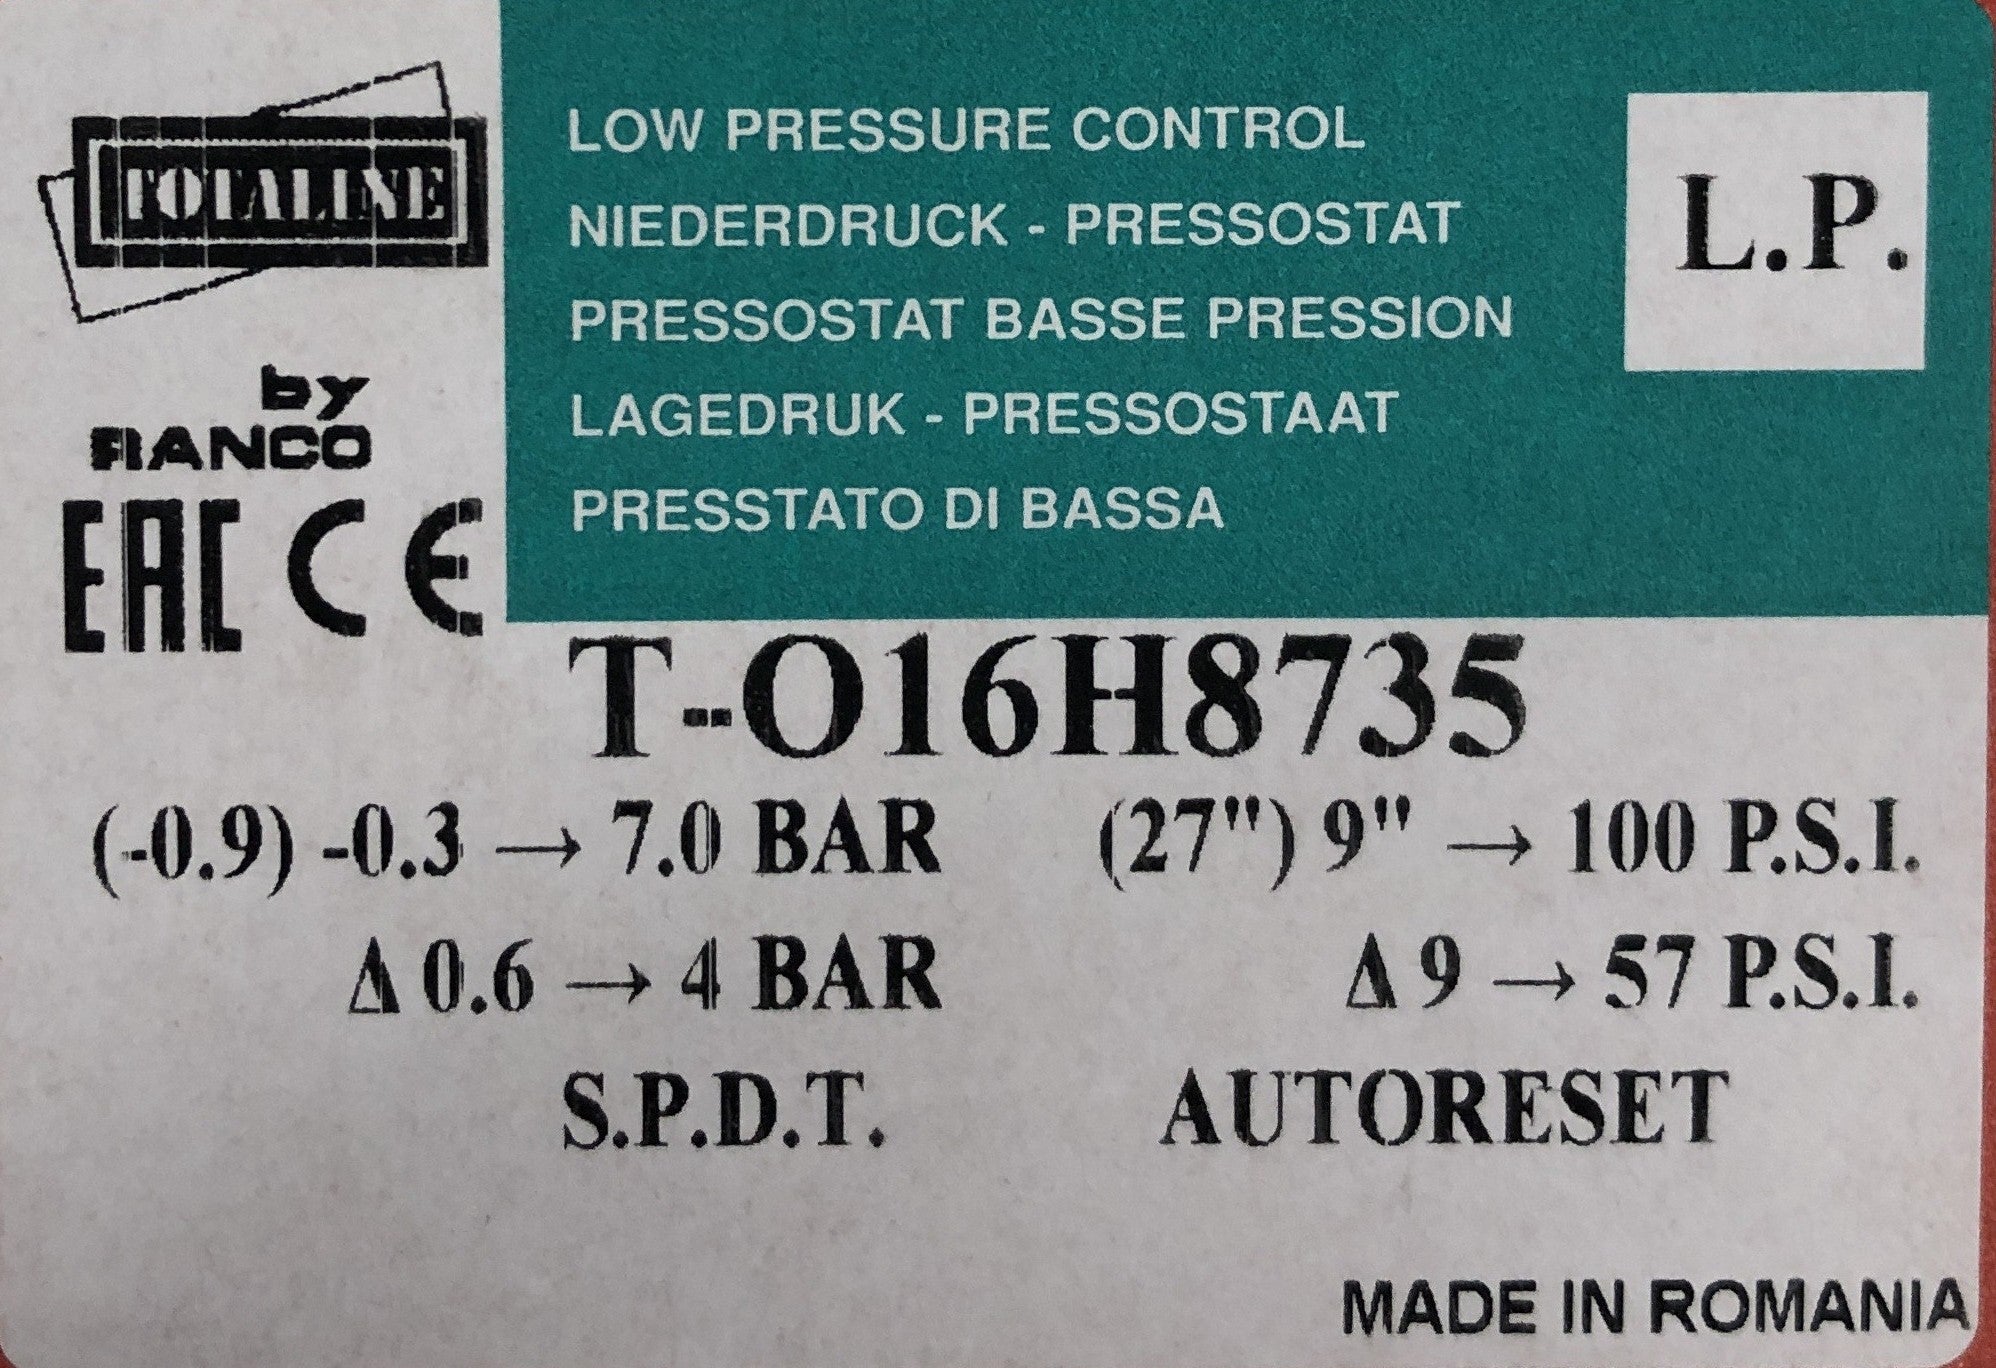 TOTALINE
by
RANCO
EAC CE
LOW PRESSURE CONTROL
NIEDERDRUCK - PRESSOSTAT
PRESSOSTAT BASSE PRESSION
LAGEDRUK - PRESSOSTAAT
PRESSTATO DI BASSA
L.P.
T-O16H8735
(-0.9) -0.3 → 7.0 BAR (27") 9" → 100 P.S.I.
Δ 0.6 → 4 BAR Δ 9 → 57 P.S.I.
S.P.D.T. AUTORESET
MADE IN ROMANIA